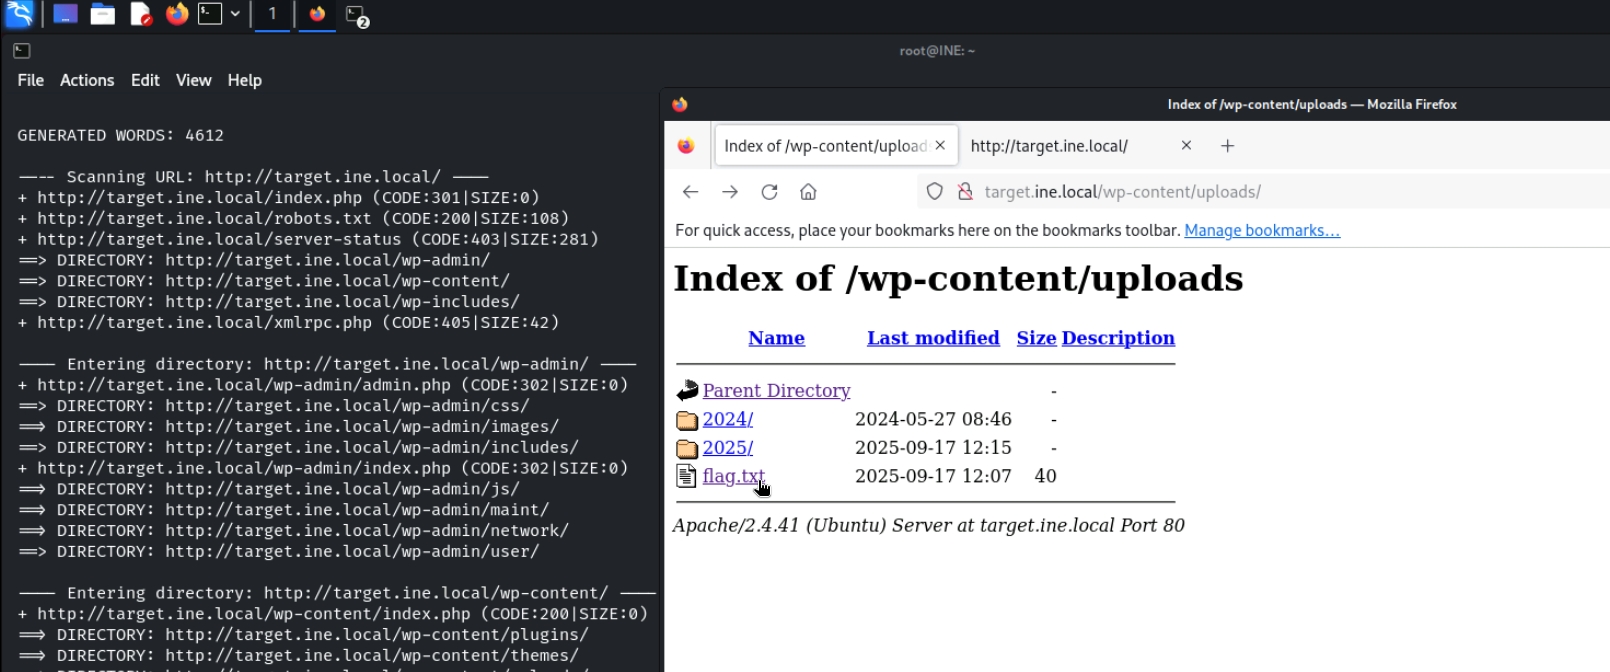 1
2
root@INE: ~
File Actions Edit View Help
GENERATED WORDS: 4612
---- Scanning URL: http://target.ine.local/ ----
+ http://target.ine.local/index.php (CODE:301|SIZE:0)
+ http://target.ine.local/robots.txt (CODE:200|SIZE:108)
+ http://target.ine.local/server-status (CODE:403|SIZE:281)
==> DIRECTORY: http://target.ine.local/wp-admin/
==> DIRECTORY: http://target.ine.local/wp-content/
==> DIRECTORY: http://target.ine.local/wp-includes/
+ http://target.ine.local/xmlrpc.php (CODE:405|SIZE:42)
---- Entering directory: http://target.ine.local/wp-admin/ ----
+ http://target.ine.local/wp-admin/admin.php (CODE:302|SIZE:0)
==> DIRECTORY: http://target.ine.local/wp-admin/css/
==> DIRECTORY: http://target.ine.local/wp-admin/images/
==> DIRECTORY: http://target.ine.local/wp-admin/includes/
+ http://target.ine.local/wp-admin/index.php (CODE:302|SIZE:0)
==> DIRECTORY: http://target.ine.local/wp-admin/js/
==> DIRECTORY: http://target.ine.local/wp-admin/maint/
==> DIRECTORY: http://target.ine.local/wp-admin/network/
==> DIRECTORY: http://target.ine.local/wp-admin/user/
---- Entering directory: http://target.ine.local/wp-content/ ----
+ http://target.ine.local/wp-content/index.php (CODE:200|SIZE:0)
==> DIRECTORY: http://target.ine.local/wp-content/plugins/
==> DIRECTORY: http://target.ine.local/wp-content/themes/
Index of /wp-content/uploads — Mozilla Firefox
Index of /wp-content/upload
http://target.ine.local/
target.ine.local/wp-content/uploads/
For quick access, place your bookmarks here on the bookmarks toolbar. Manage bookmarks…
Index of /wp-content/uploads
Name Last modified Size Description
Parent Directory -
2024/ 2024-05-27 08:46 -
2025/ 2025-09-17 12:15 -
flag.txt 2025-09-17 12:07 40
Apache/2.4.41 (Ubuntu) Server at target.ine.local Port 80